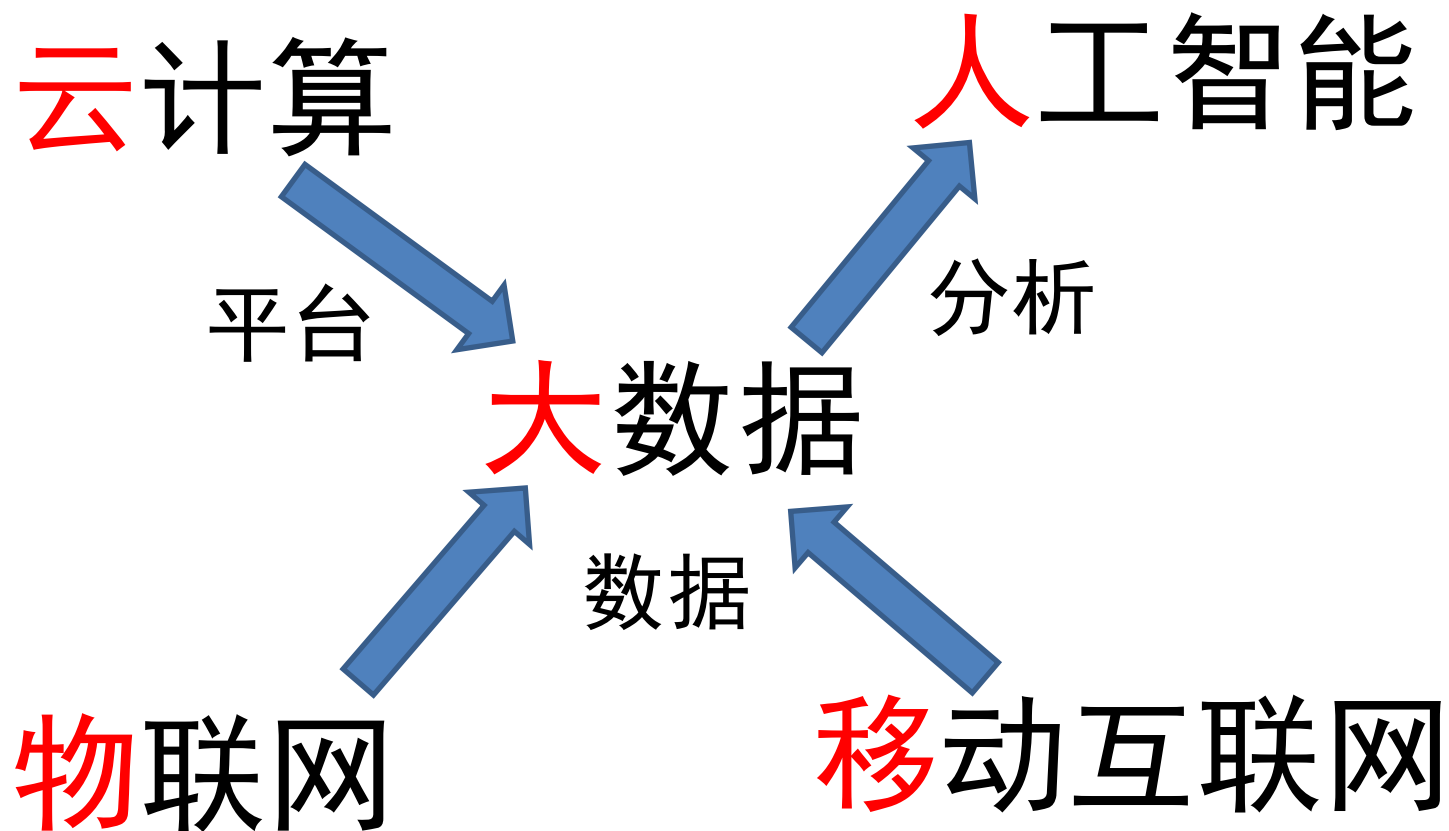 云计算
人工智能
平台
分析
大数据
数据
物联网
移动互联网